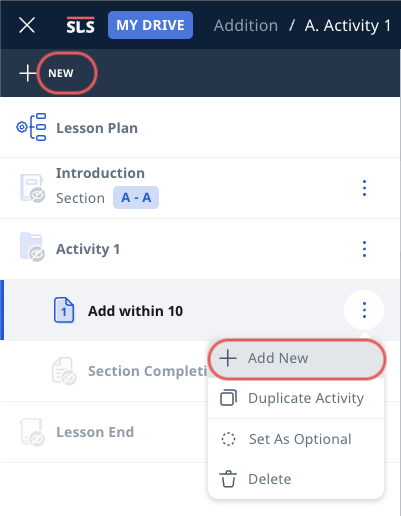 SLS MY DRIVE Addition / A. Activity 1
NEW
Lesson Plan
Introduction
Section A - A
Activity 1
1 Add within 10
Add New
Section Completi
Duplicate Activity
Lesson End
Set As Optional
Delete